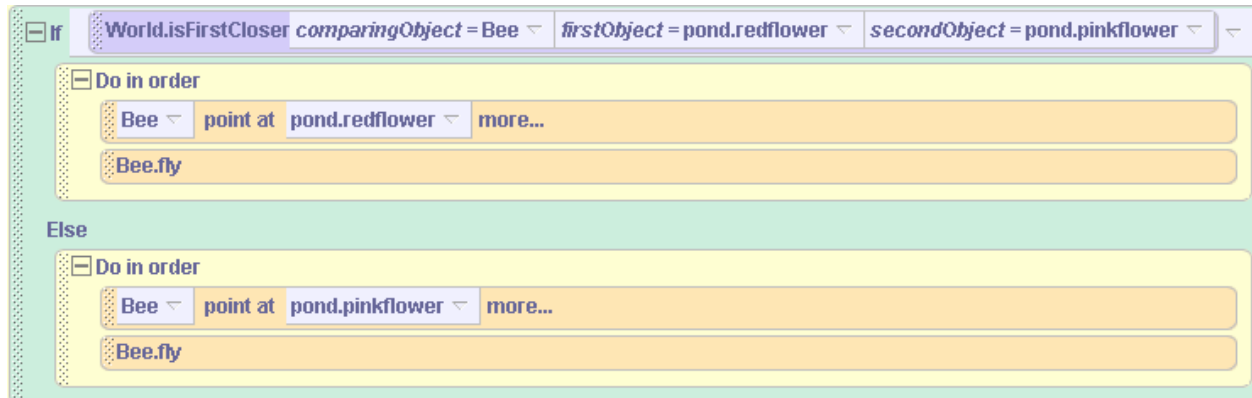 If World.isFirstCloser comparingObject = Bee firstObject = pond.redflower secondObject = pond.pinkflower
Do in order
Bee point at pond.redflower more...
Bee.fly
Else
Do in order
Bee point at pond.pinkflower more...
Bee.fly